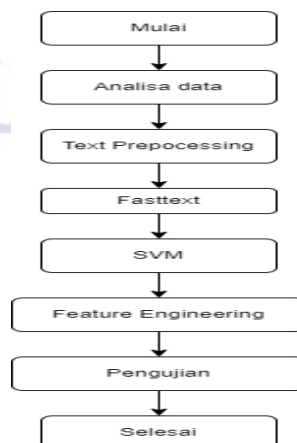 Mulai
Analisa data
Text Prepocessing
Fasttext
SVM
Feature Engineering
Pengujian
Selesai